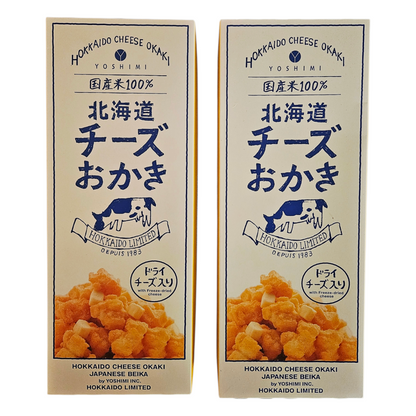 HOKKAIDO CHEESE OKAKI
Y
YOSHIMI
国産米100%
北海道
チーズ
おかき
HOKKAIDO LIMITED
DEPUIS 1983
ドライ
チーズ入り
with Freeze-dried
cheese
HOKKAIDO CHEESE OKAKI
JAPANESE BEIKA
by YOSHIMI INC.
HOKKAIDO LIMITED
HOKKAIDO CHEESE OKAKI
Y
YOSHIMI
国産米100%
北海道
チーズ
おかき
HOKKAIDO LIMITED
DEPUIS 1983
ドライ
チーズ入り
with Freeze-dried
cheese
HOKKAIDO CHEESE OKAKI
JAPANESE BEIKA
by YOSHIMI INC.
HOKKAIDO LIMITED